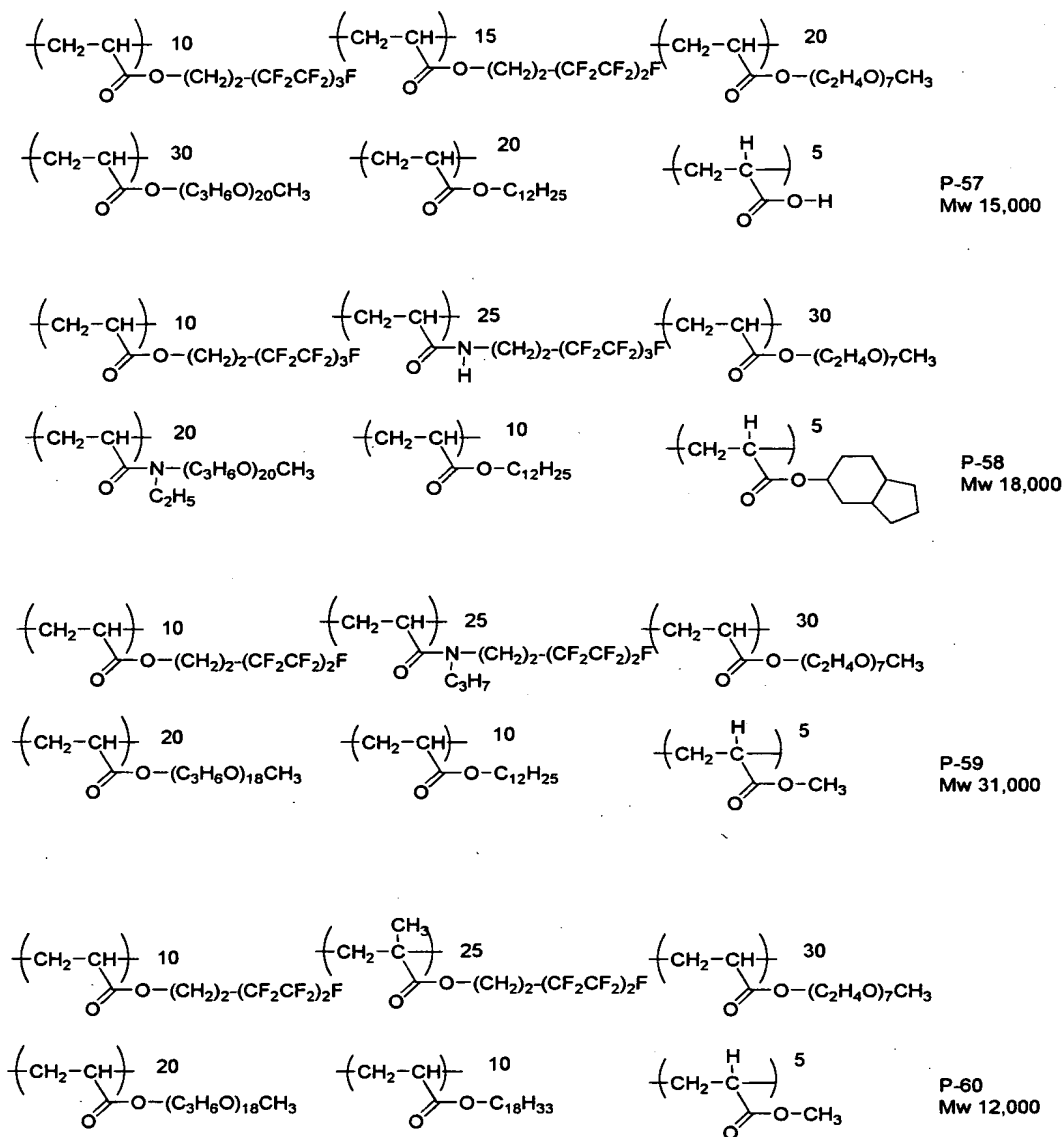 -(CH2-CH)- 10 -(CH2-CH)- 15 -(CH2-CH)- 20
O O-(CH2)2-(CF2CF2)3F O O-(CH2)2-(CF2CF2)2F O O-(C2H4O)7CH3
-(CH2-CH)- 30 -(CH2-CH)- 20 H -(CH2-C)- 5
O O-(C3H6O)20CH3 O O-C12H25 O O-H
P-57
Mw 15,000
-(CH2-CH)- 10 -(CH2-CH)- 25 -(CH2-CH)- 30
O O-(CH2)2-(CF2CF2)3F O N-(CH2)2-(CF2CF2)3F H O O-(C2H4O)7CH3
-(CH2-CH)- 20 -(CH2-CH)- 10 H -(CH2-C)- 5
O N-(C3H6O)20CH3 C2H5 O O-C12H25 O O
P-58
Mw 18,000
-(CH2-CH)- 10 -(CH2-CH)- 25 -(CH2-CH)- 30
O O-(CH2)2-(CF2CF2)2F O N-(CH2)2-(CF2CF2)2F C3H7 O O-(C2H4O)7CH3
-(CH2-CH)- 20 -(CH2-CH)- 10 H -(CH2-C)- 5
O O-(C3H6O)18CH3 O O-C12H25 O O-CH3
P-59
Mw 31,000
-(CH2-CH)- 10 CH3 -(CH2-C)- 25 -(CH2-CH)- 30
O O-(CH2)2-(CF2CF2)2F O O-(CH2)2-(CF2CF2)2F O O-(C2H4O)7CH3
-(CH2-CH)- 20 -(CH2-CH)- 10 H -(CH2-C)- 5
O O-(C3H6O)18CH3 O O-C18H33 O O-CH3
P-60
Mw 12,000